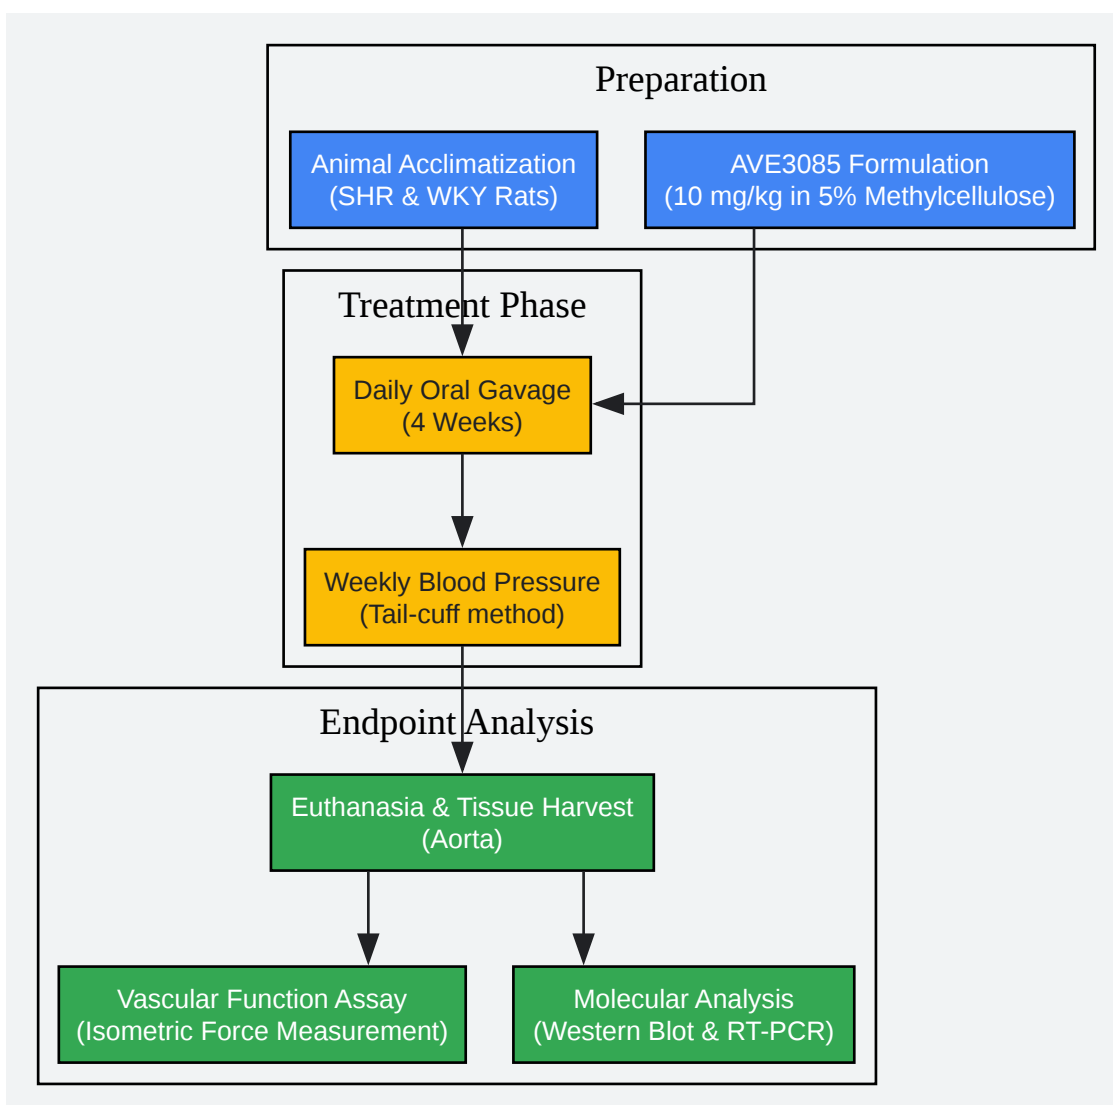 Preparation
Animal Acclimatization
(SHR & WKY Rats)
AVE3085 Formulation
(10 mg/kg in 5% Methylcellulose)
Treatment Phase
Daily Oral Gavage
(4 Weeks)
Weekly Blood Pressure
(Tail-cuff method)
Endpoint Analysis
Euthanasia & Tissue Harvest
(Aorta)
Vascular Function Assay
(Isometric Force Measurement)
Molecular Analysis
(Western Blot & RT-PCR)